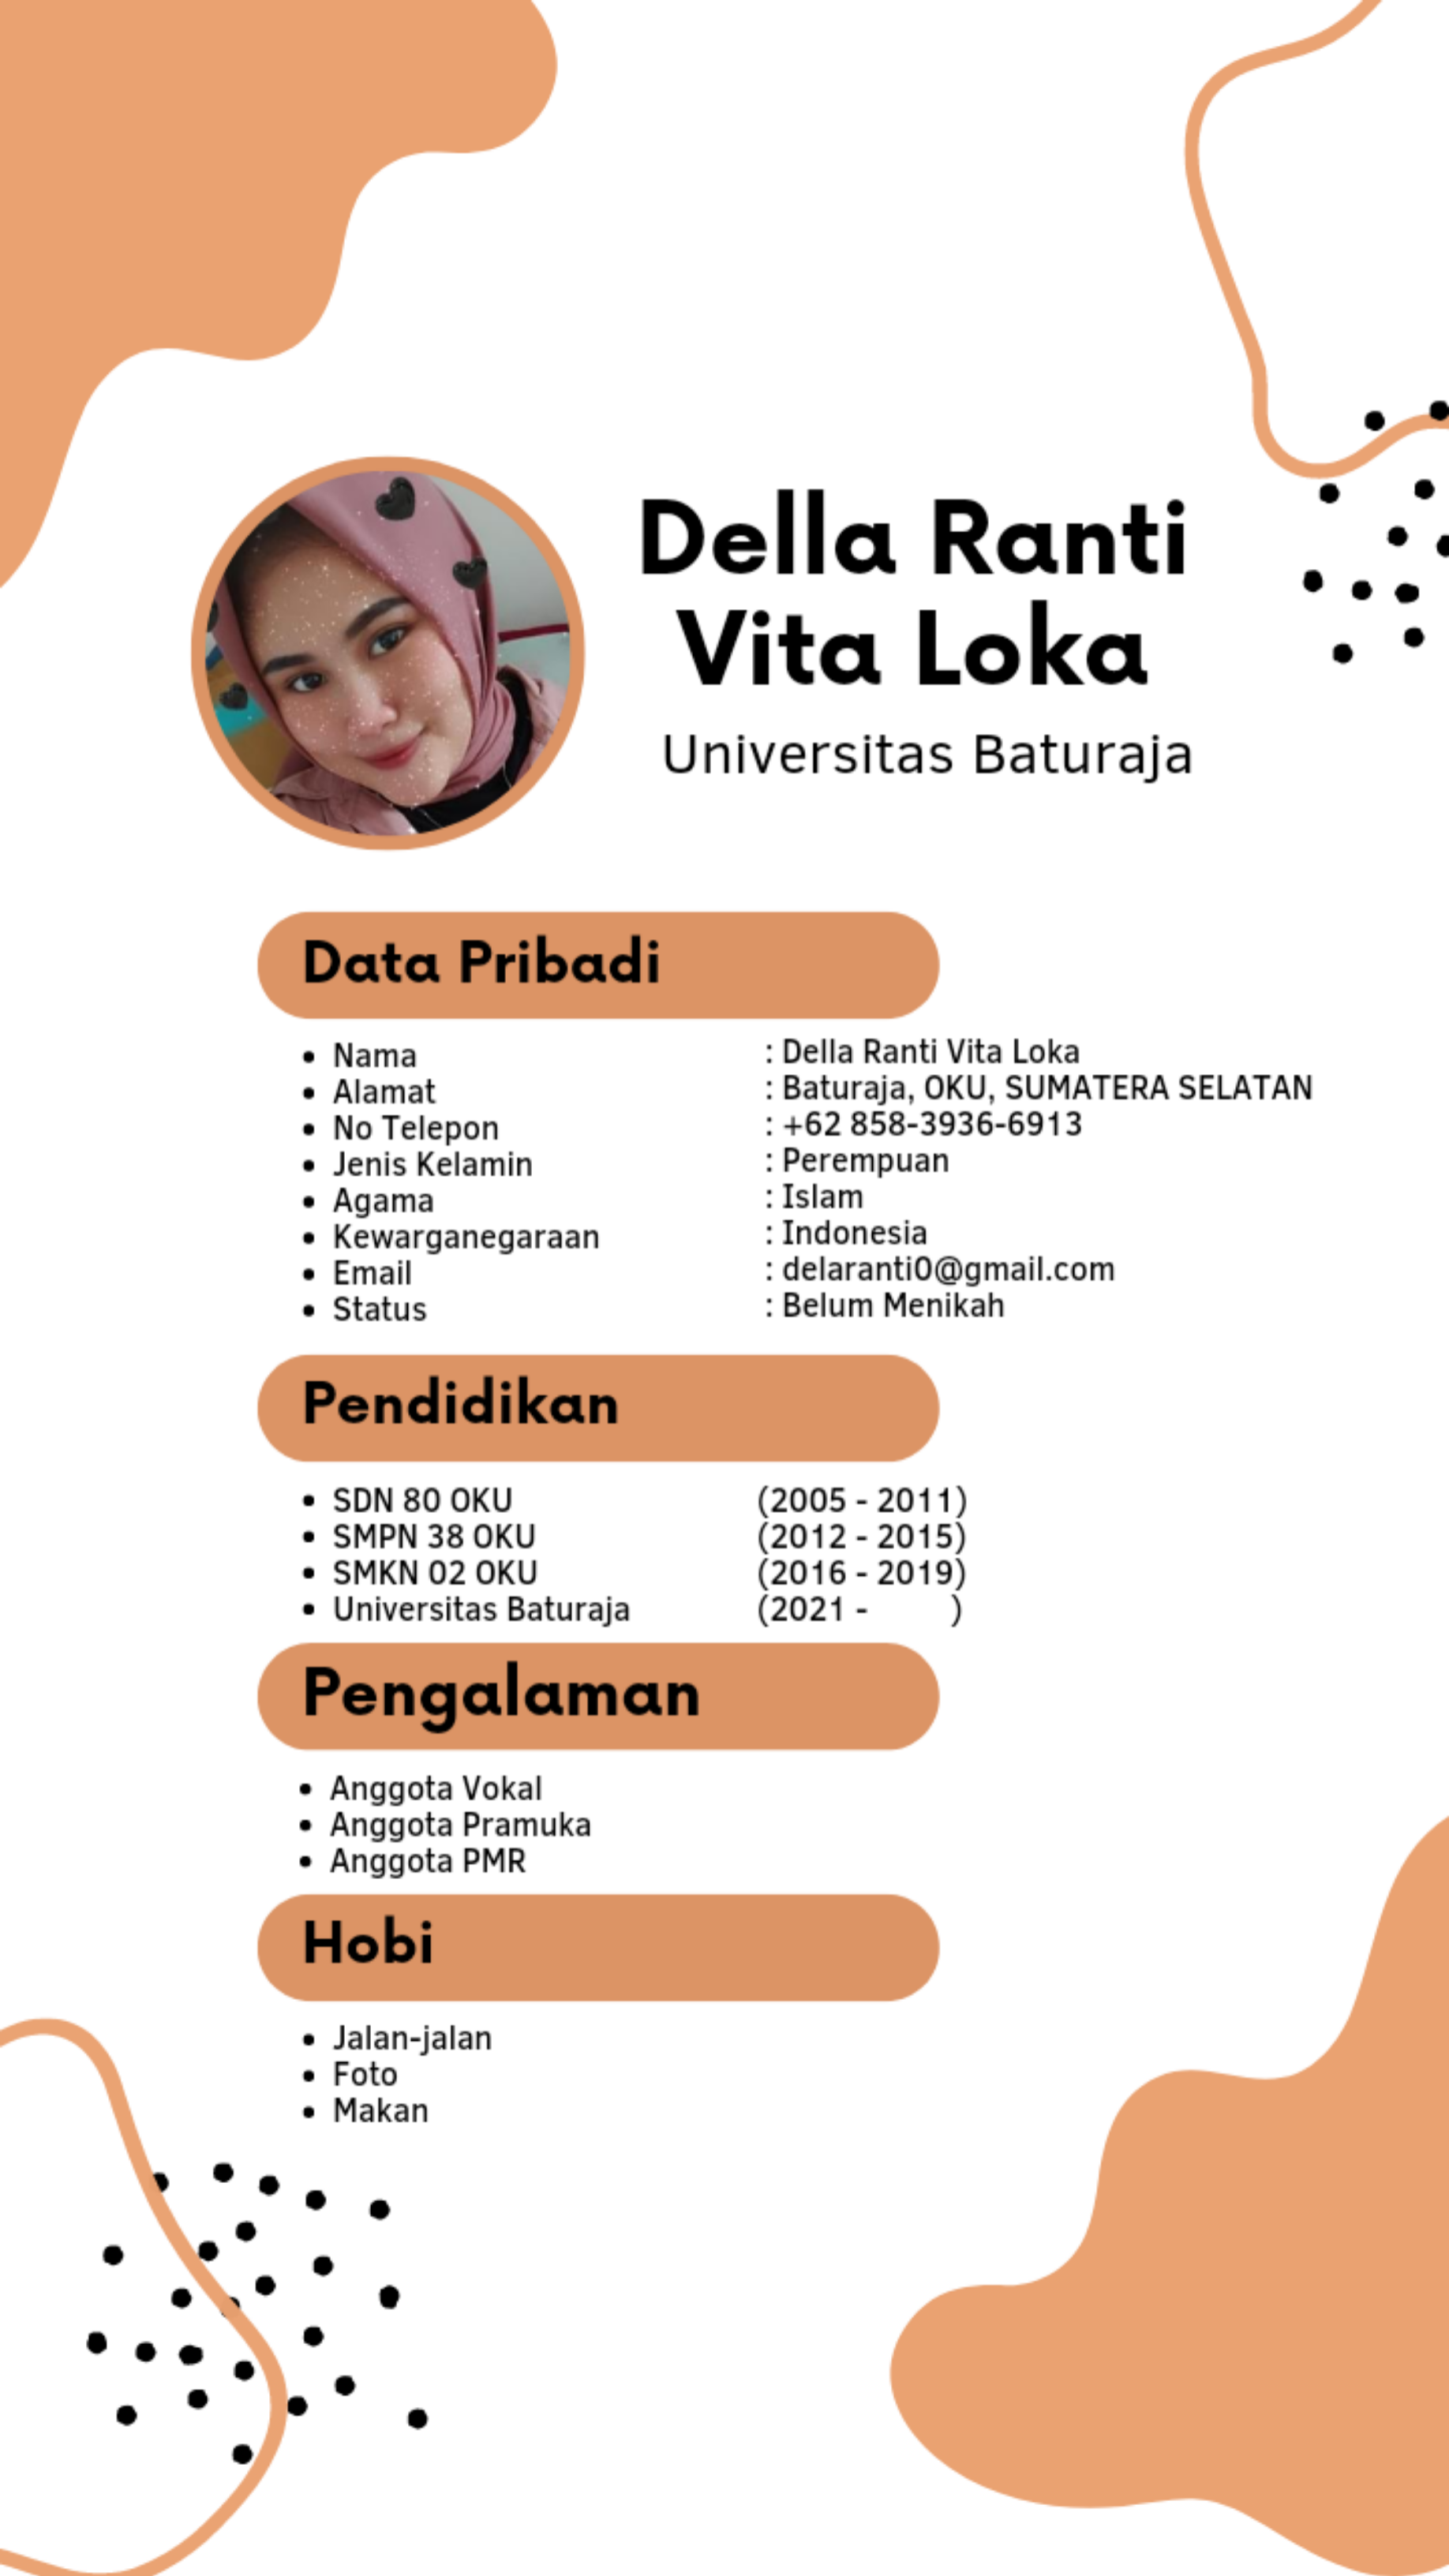 Della Ranti
Vita Loka
Universitas Baturaja
Data Pribadi
• Nama : Della Ranti Vita Loka
• Alamat : Baturaja, OKU, SUMATERA SELATAN
• No Telepon : +62 858-3936-6913
• Jenis Kelamin : Perempuan
• Agama : Islam
• Kewarganegaraan : Indonesia
• Email : delaranti0@gmail.com
• Status : Belum Menikah
Pendidikan
• SDN 80 OKU (2005 - 2011)
• SMPN 38 OKU (2012 - 2015)
• SMKN 02 OKU (2016 - 2019)
• Universitas Baturaja (2021 - )
Pengalaman
• Anggota Vokal
• Anggota Pramuka
• Anggota PMR
Hobi
• Jalan-jalan
• Foto
• Makan